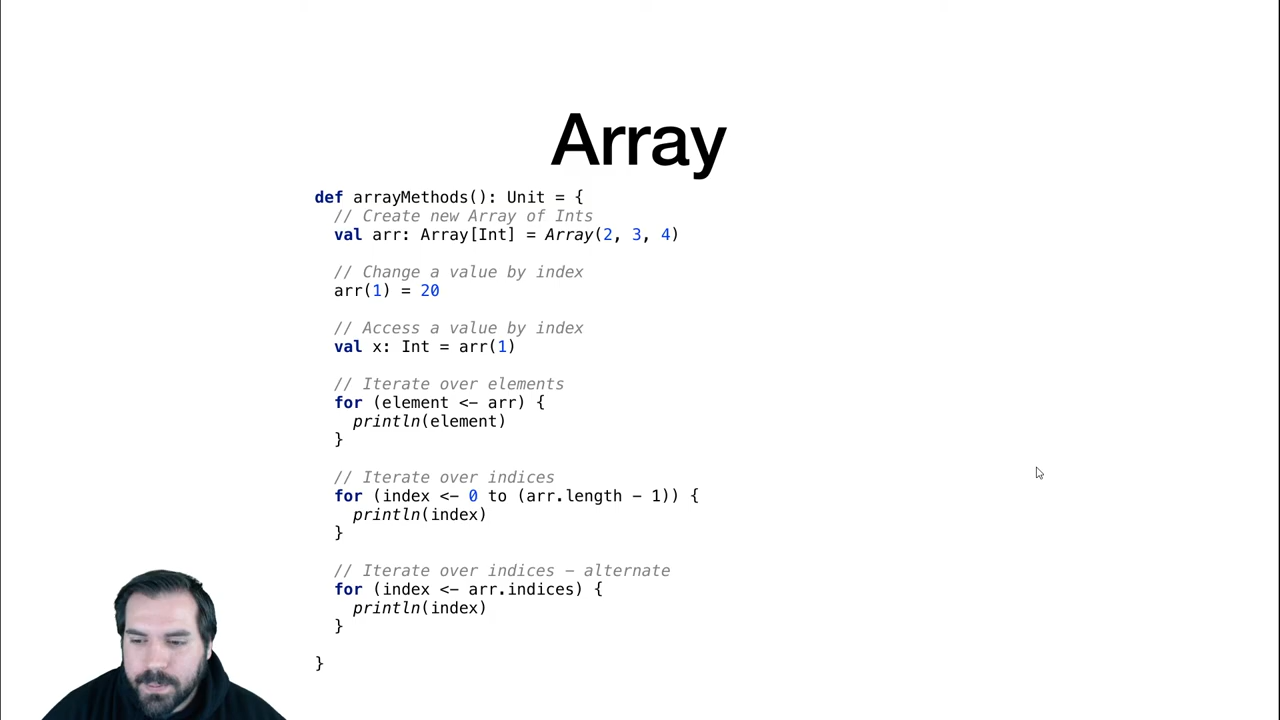 Array
def arrayMethods(): Unit = {
  // Create new Array of Ints
  val arr: Array[Int] = Array(2, 3, 4)
  // Change a value by index
  arr(1) = 20
  // Access a value by index
  val x: Int = arr(1)
  // Iterate over elements
  for (element <- arr) {
    println(element)
  }
  // Iterate over indices
  for (index <- 0 to (arr.length - 1)) {
    println(index)
  }
  // Iterate over indices - alternate
  for (index <- arr.indices) {
    println(index)
  }
}